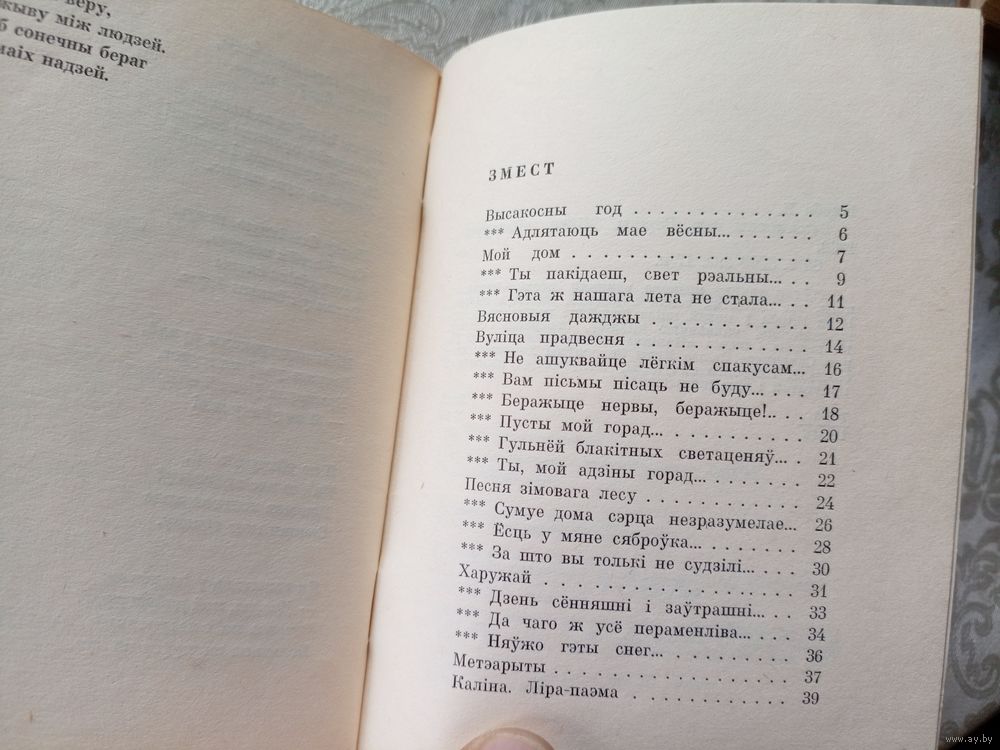 веру,
жыву між людзей.
сонечны бераг
маіх надзей.
ЗМЕСТ
Высакосны год . . . . . . . . . . . . . . 5
*** Адлятаюць мае вёсны... . . . . . . 6
Мой дом . . . . . . . . . . . . . . . . . . . 7
*** Ты пакідаеш, свет рэальны... . . 9
*** Гэта ж нашага лета не стала... . . 11
Вясновыя дажджы . . . . . . . . . . . . 12
Вуліца прадвесня . . . . . . . . . . . . . 14
*** Не ашуквайце лёгкім спакусам... 16
*** Вам пісьмы пісаць не буду... . . . 17
*** Беражыце нервы, беражыце!.. . . 18
*** Пусты мой горад... . . . . . . . . . . 20
*** Гульнёй блакітных светаценяў... . 21
*** Ты, мой адзіны горад... . . . . . . . 22
Песня зімовага лесу . . . . . . . . . . . 24
*** Сумуе дома сэрца незразумелае... 26
*** Ёсць у мяне сяброўка... . . . . . . . 28
*** За што вы толькі не судзілі... . . . 30
Харужай . . . . . . . . . . . . . . . . . . . 31
*** Дзень сённяшні і заўтрашні... . . . 33
*** Да чаго ж усё пераменліва... . . . 34
*** Няўжо гэты снег... . . . . . . . . . 36
Метэарыты . . . . . . . . . . . . . . . . . . 37
Каліна. Ліра-паэма . . . . . . . . . . . . 39
www.ay.by